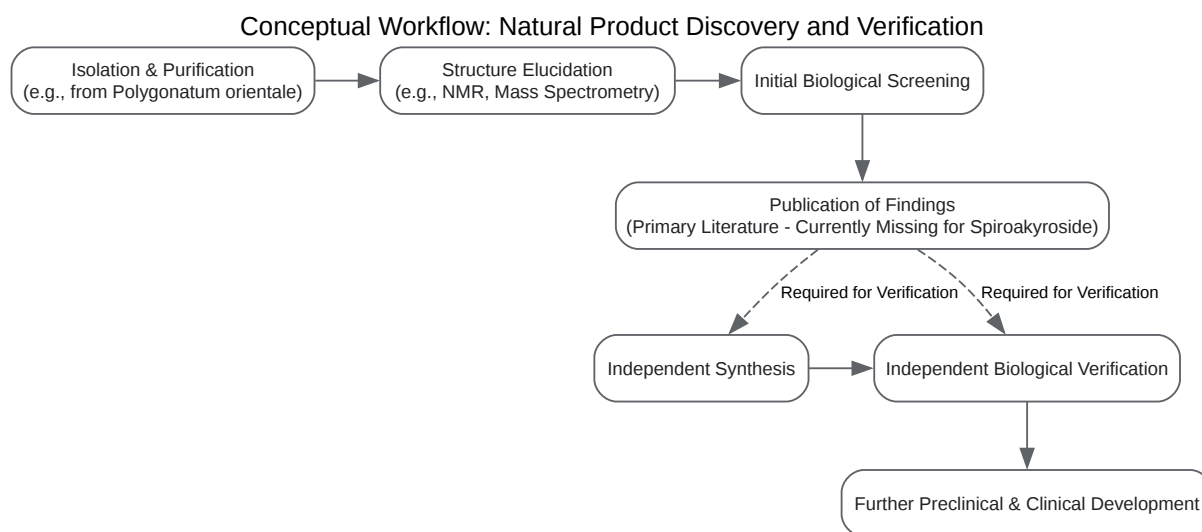 Conceptual Workflow: Natural Product Discovery and Verification
Isolation & Purification
(e.g., from Polygonatum orientale)
Structure Elucidation
(e.g., NMR, Mass Spectrometry)
Initial Biological Screening
Publication of Findings
(Primary Literature - Currently Missing for Spiroakyroside)
Required for Verification
Required for Verification
Independent Synthesis
Independent Biological Verification
Further Preclinical & Clinical Development